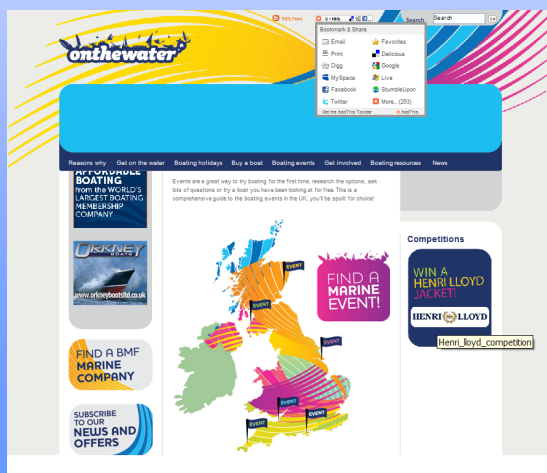 RSS Feed
Search
Search
onthewater
Bookmark & Share
Email
Favorites
Print
Delicious
Digg
Google
MySpace
Live
Facebook
StumbleUpon
Twitter
More... (263)
Get the AddThis Toolbar
AddThis
Reasons why
Get on the water
Boating holidays
Buy a boat
Boating events
Get involved
Boating resources
News
AFFORDABLE
BOATING
from the WORLD'S
LARGEST BOATING
MEMBERSHIP
COMPANY
Events are a great way to try boating for the first time, research the options, ask
lots of questions or try a boat you have been looking at for free. This is a
comprehensive guide to the boating events in the UK; you'll be spoilt for choice!
ORKNEY
BOATS
www.orkneyboatsltd.co.uk
EVENT
EVENT
EVENT
EVENT
EVENT
EVENT
FIND A
MARINE
EVENT!
Competitions
WIN A
HENRI LLOYD
JACKET!
HENRI LLOYD
Henri_lloyd_competition
FIND A BMF
MARINE
COMPANY
SUBSCRIBE
TO OUR
NEWS AND
OFFERS